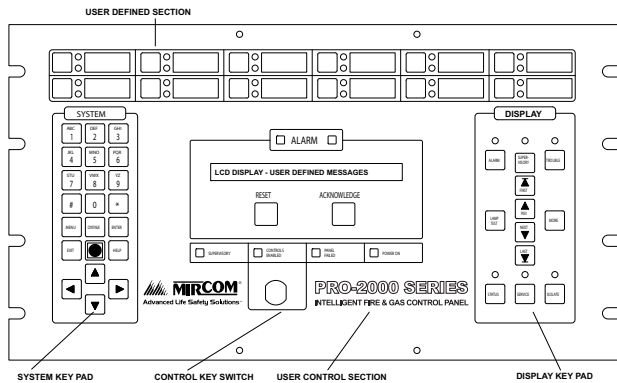 USER DEFINED SECTION
SYSTEM
ABC
1
DEF
2
GHI
3
JKL
4
MNO
5
PQR
6
STU
7
VWX
8
YZ
9
#
0
*
MENU
ENTER
EXIT
HELP
ALARM
LCD DISPLAY - USER DEFINED MESSAGES
RESET
ACKNOWLEDGE
SUPERVISORY
CONTROLS
ENABLED
PANEL
FAILED
POWER ON
MIRCOM
Advanced Life Safety Solutions
PRO-2000 SERIES
INTELLIGENT FIRE & GAS CONTROL PANEL
DISPLAY
ALARM
SUPER-
VISORY
TROUBLE
FIRST
LAMP
TEST
NEXT
MORE
LAST
STATUS
SERVICE
ISOLATE
SYSTEM KEY PAD
CONTROL KEY SWITCH
USER CONTROL SECTION
DISPLAY KEY PAD